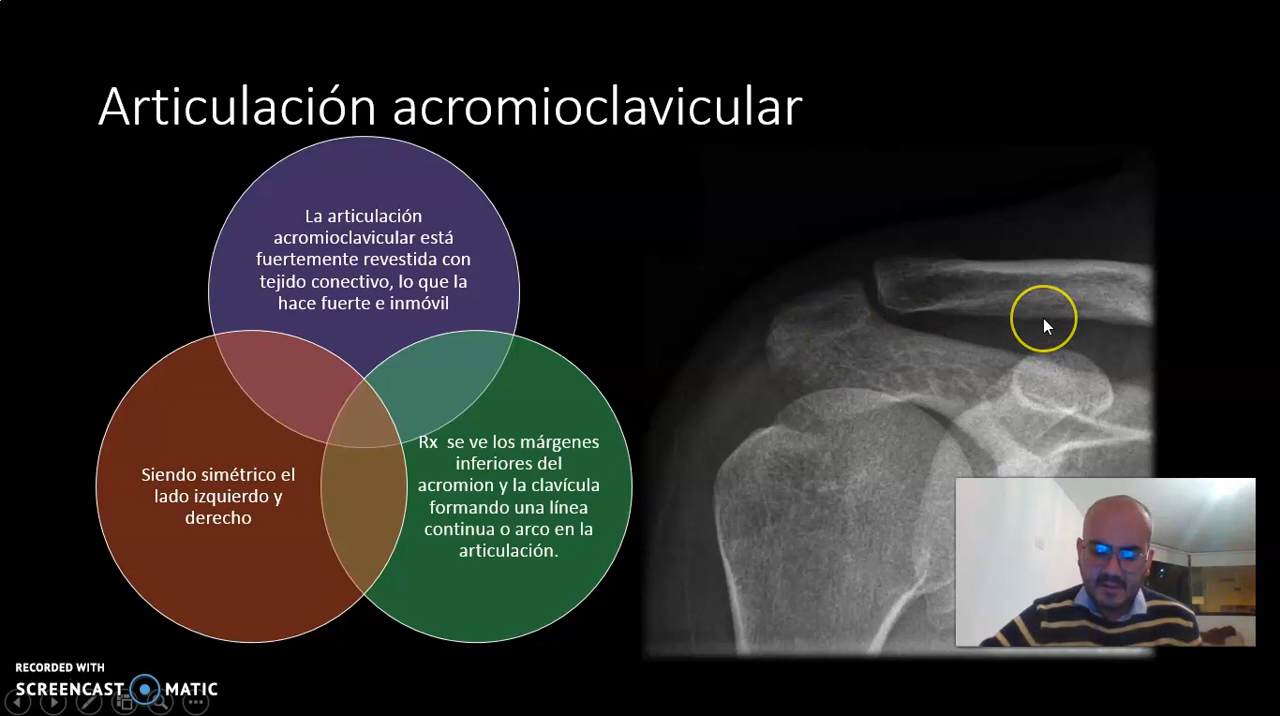 Articulación acromioclavicular
La articulación
acromioclavicular está
fuertemente revestida con
tejido conectivo, lo que la
hace fuerte e inmóvil
Siendo simétrico el
lado izquierdo y
derecho
Rx se ve los márgenes
inferiores del
acromion y la clavícula
formando una línea
continua o arco en la
articulación.
RECORDED WITH
SCREENCAST MATIC